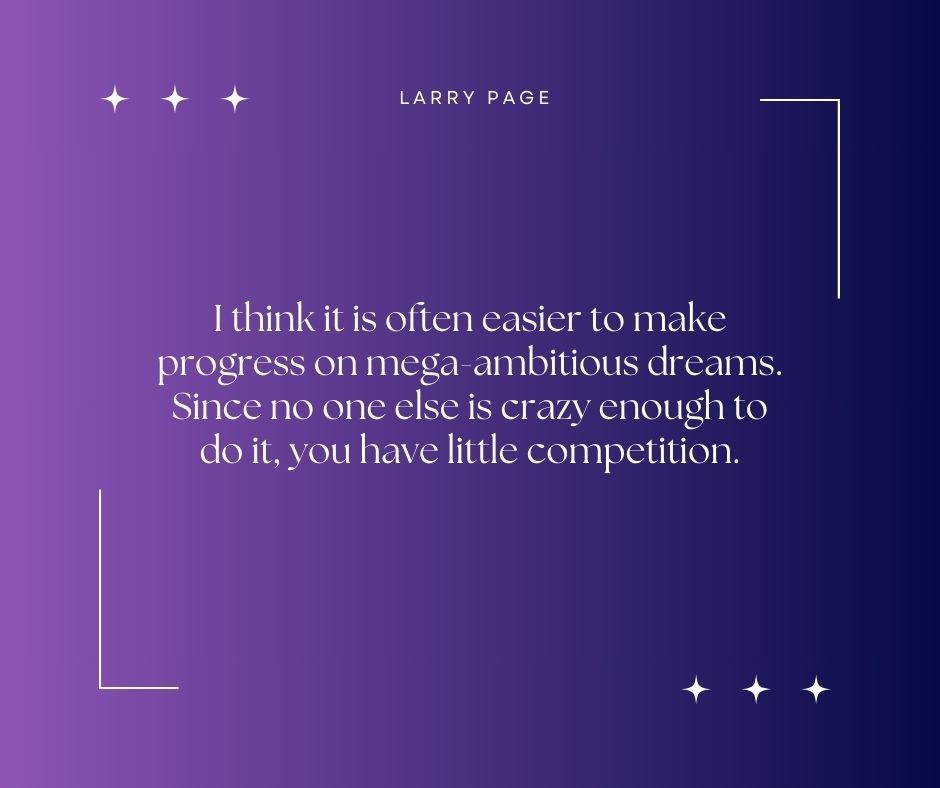 LARRY PAGE
I think it is often easier to make
progress on mega-ambitious dreams.
Since no one else is crazy enough to
do it, you have little competition.